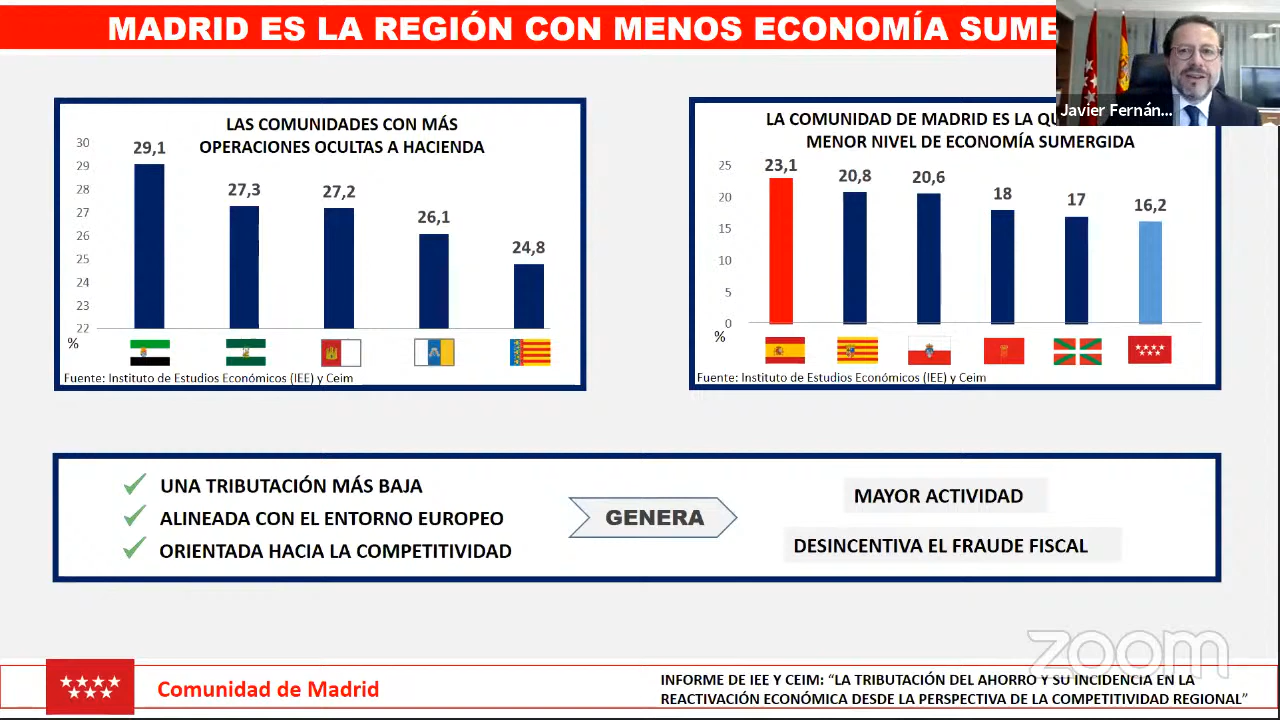 MADRID ES LA REGIÓN CON MENOS ECONOMÍA SUME
Javier Fernán...
LAS COMUNIDADES CON MÁS
OPERACIONES OCULTAS A HACIENDA
30
29
28
27
26
25
24
23
22
%
29,1
27,3
27,2
26,1
24,8
Fuente: Instituto de Estudios Económicos (IEE) y Ceim
LA COMUNIDAD DE MADRID ES LA QU
MENOR NIVEL DE ECONOMÍA SUMERGIDA
25
20
15
10
5
0
%
23,1
20,8
20,6
18
17
16,2
Fuente: Instituto de Estudios Económicos (IEE) y Ceim
UNA TRIBUTACIÓN MÁS BAJA
ALINEADA CON EL ENTORNO EUROPEO
ORIENTADA HACIA LA COMPETITIVIDAD
GENERA
MAYOR ACTIVIDAD
DESINCENTIVA EL FRAUDE FISCAL
zoom
Comunidad de Madrid
INFORME DE IEE Y CEIM: “LA TRIBUTACIÓN DEL AHORRO Y SU INCIDENCIA EN LA
REACTIVACIÓN ECONÓMICA DESDE LA PERSPECTIVA DE LA COMPETITIVIDAD REGIONAL”